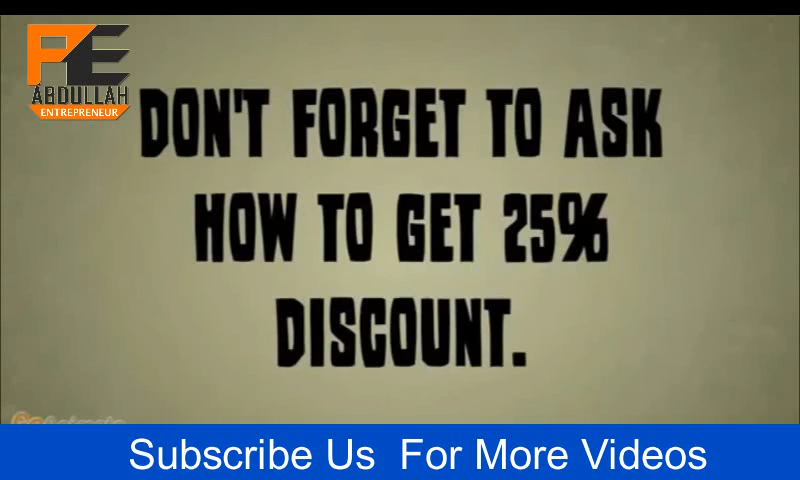 ABDULLAH
ENTREPRENEUR
DON'T FORGET TO ASK
HOW TO GET 25%
DISCOUNT.
Subscribe Us  For More Videos